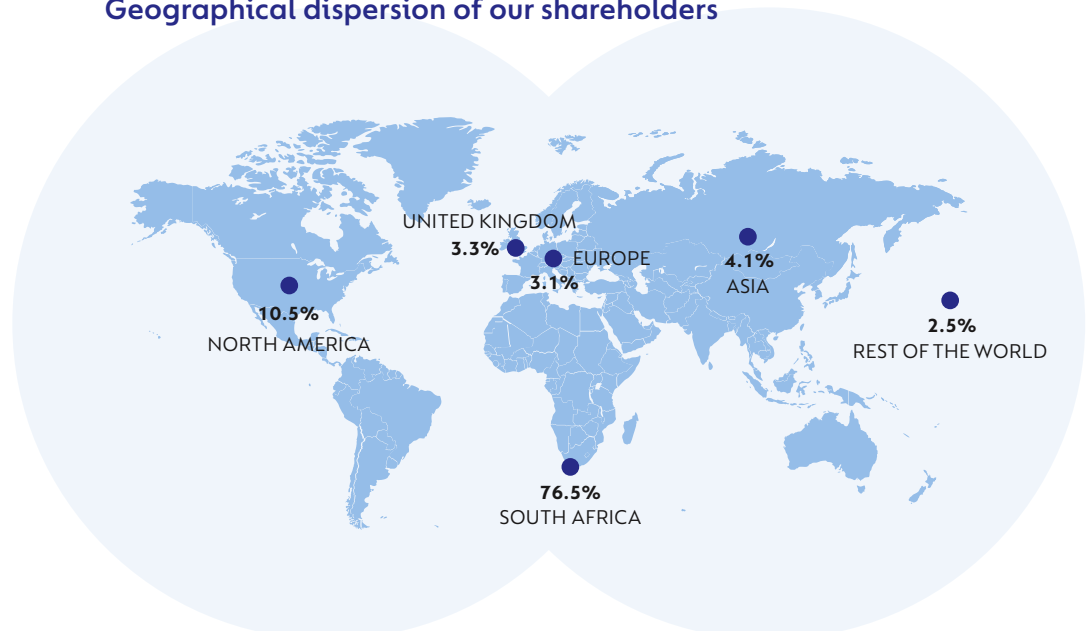 Geographical dispersion of our shareholders
UNITED KINGDOM
3.3%
EUROPE
3.1%
4.1%
ASIA
10.5%
NORTH AMERICA
2.5%
REST OF THE WORLD
76.5%
SOUTH AFRICA